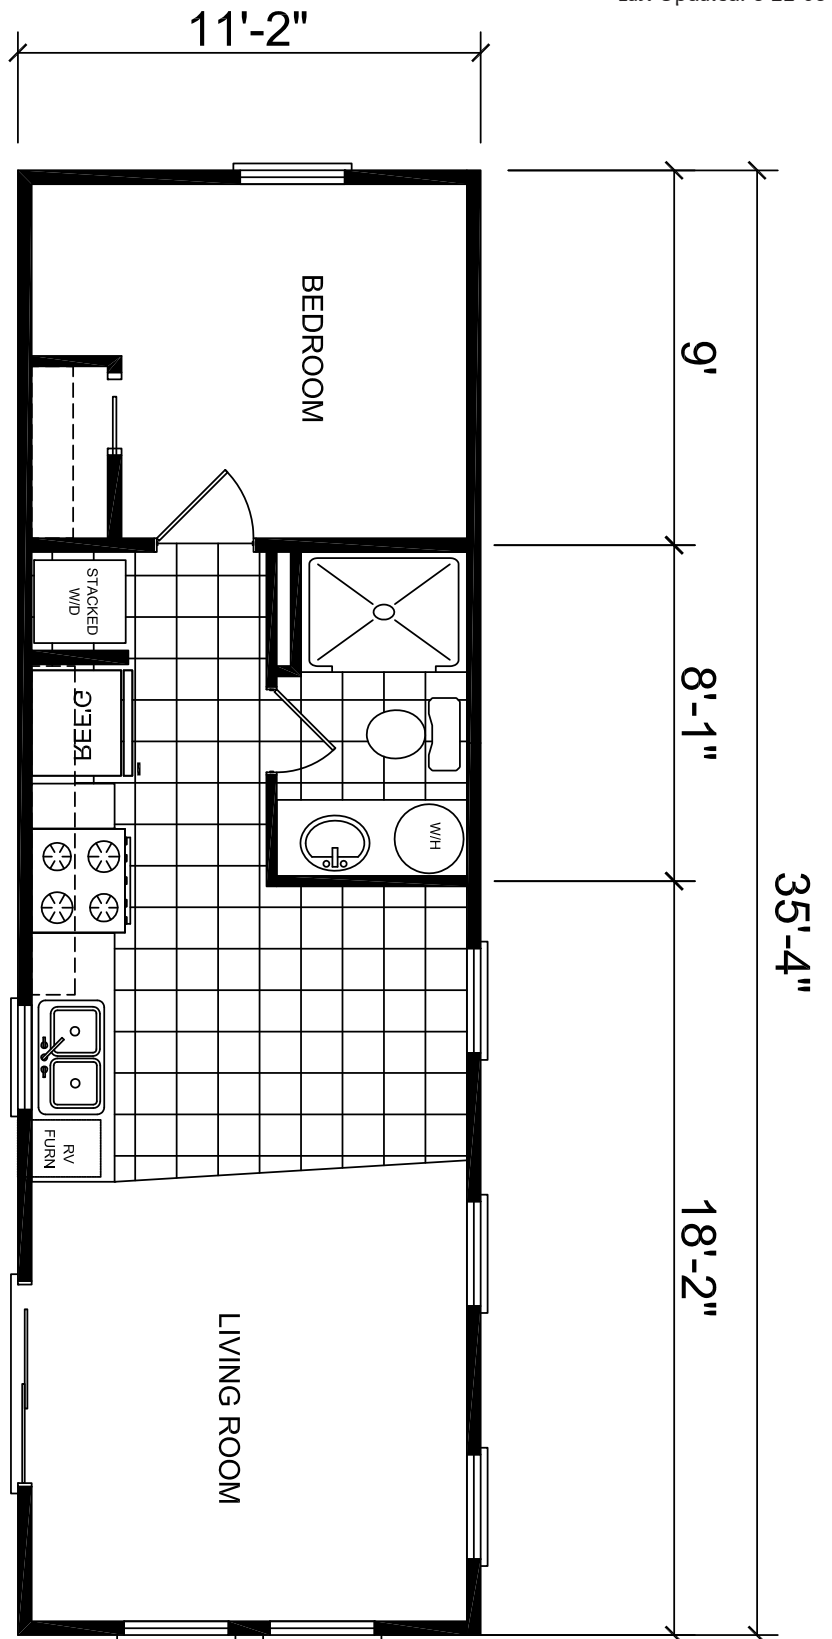 11'-2"
BEDROOM
9'
STACKED
W/D
REF'G
8'-1"
W/H
35'-4"
RV
FURN
18'-2"
LIVING ROOM